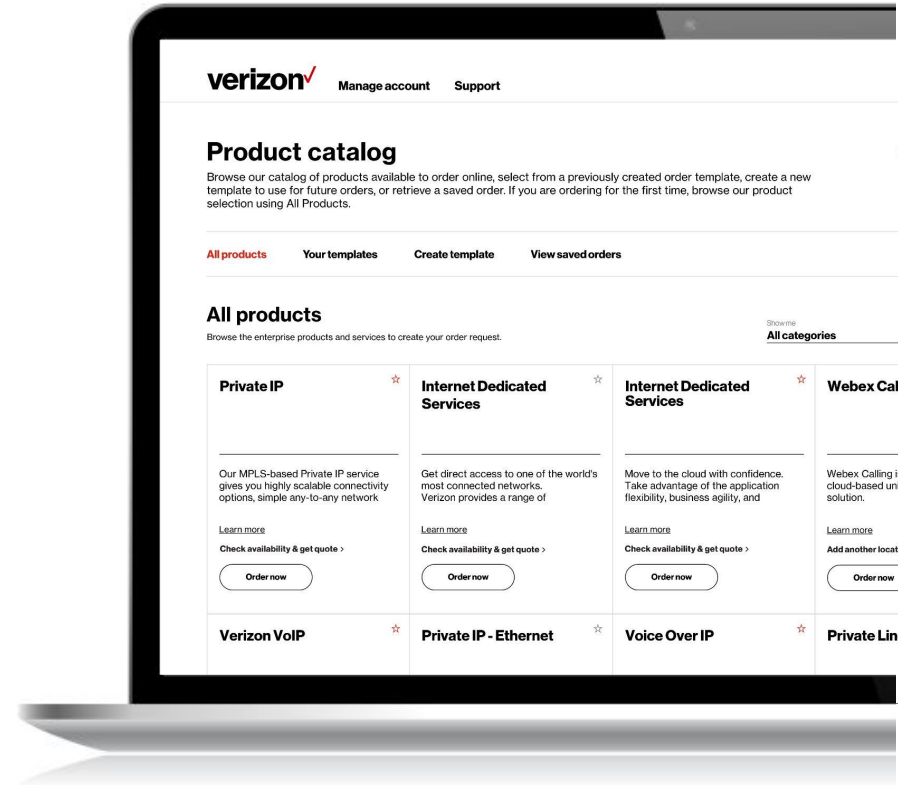 verizon✓
Manage account Support
Product catalog
Browse our catalog of products available to order online, select from a previously created order template, create a new
template to use for future orders, or retrieve a saved order. If you are ordering for the first time, browse our product
selection using All Products.
All products Your templates Create template View saved orders
All products
Browse the enterprise products and services to create your order request.
Show me
All categories
Private IP
Our MPLS-based Private IP service
gives you highly scalable connectivity
options, simple any-to-any network
Learn more
Check availability & get quote >
Order now
Internet Dedicated
Services
Get direct access to one of the world's
most connected networks.
Verizon provides a range of
Learn more
Check availability & get quote >
Order now
Internet Dedicated
Services
Move to the cloud with confidence.
Take advantage of the application
flexibility, business agility, and
Learn more
Check availability & get quote >
Order now
Webex Cal
Webex Calling i
cloud-based un
solution.
Learn more
Add another locat
Order now
Verizon VoIP
Private IP - Ethernet
Voice Over IP
Private Lin